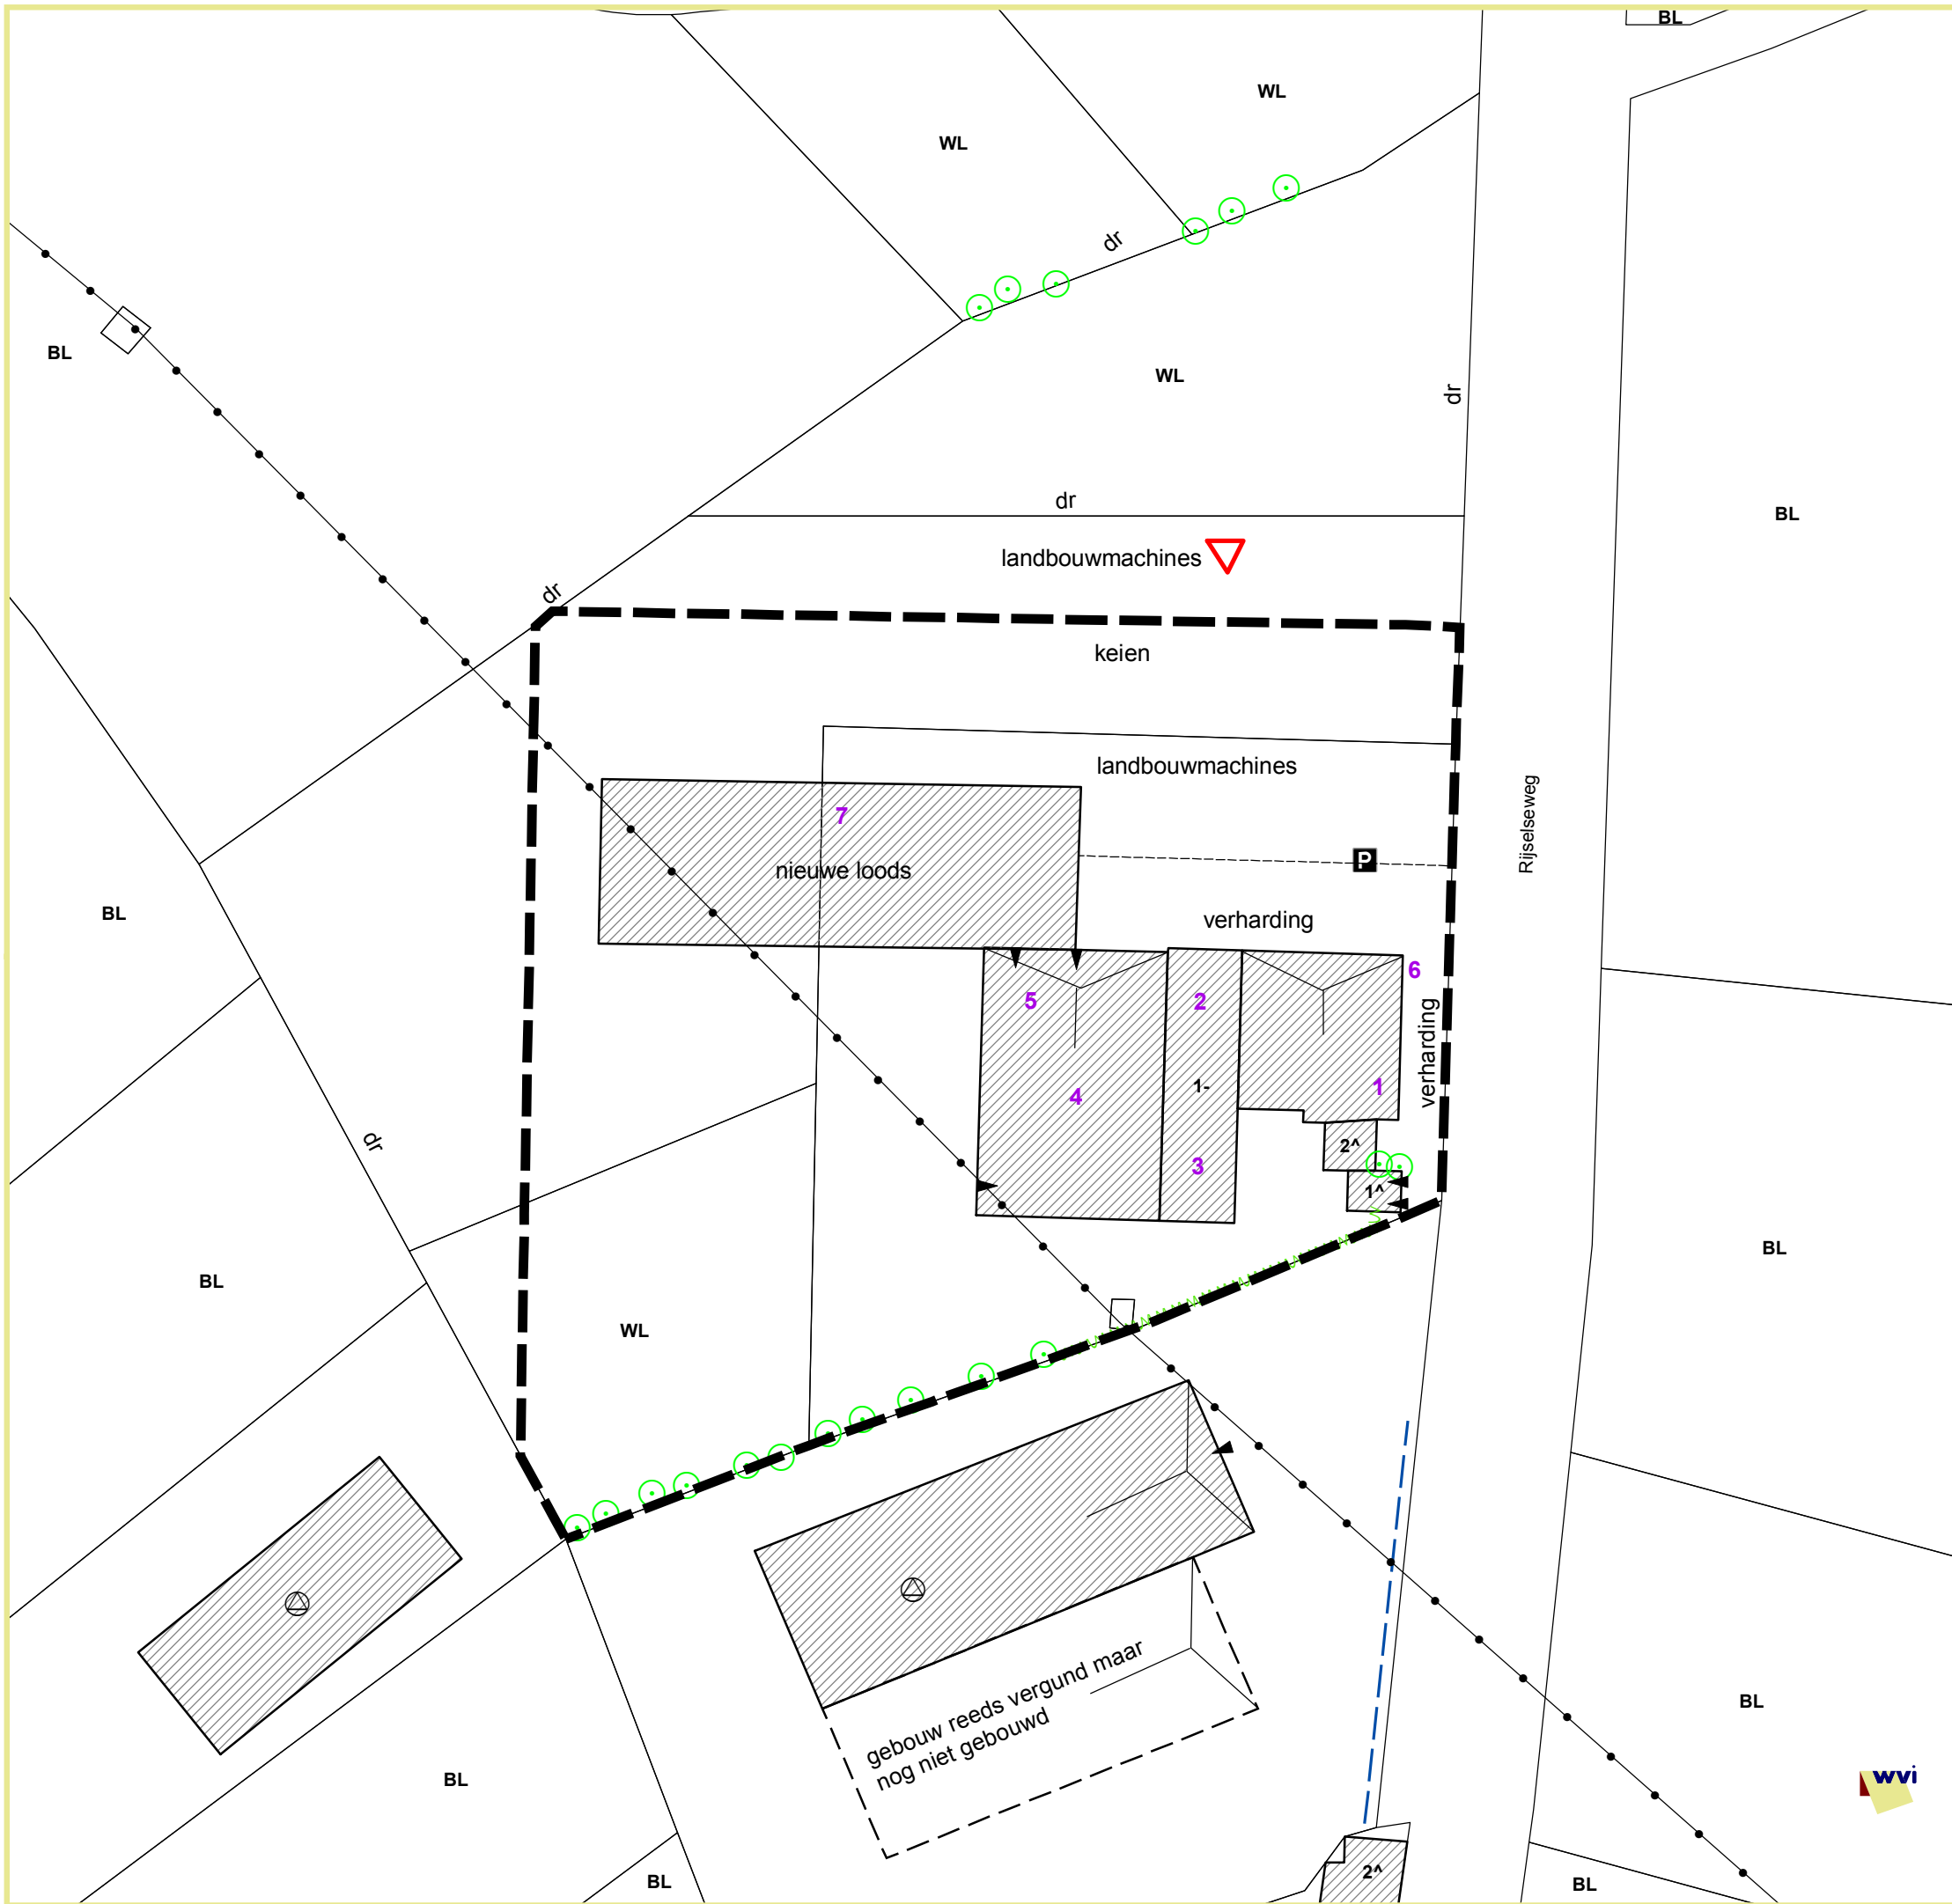 BL
WL
WL
dr
BL
WL
dr
dr
BL
landbouwmachines
dr
keien
landbouwmachines
7
Rijselseweg
P
nieuwe loods
BL
verharding
6
5
2
verharding
1-
1
4
dr
2^
3
1^
BL
BL
WL
gebouw reeds vergund maar
nog niet gebouwd
BL
wvi
BL
2^
BL
BL